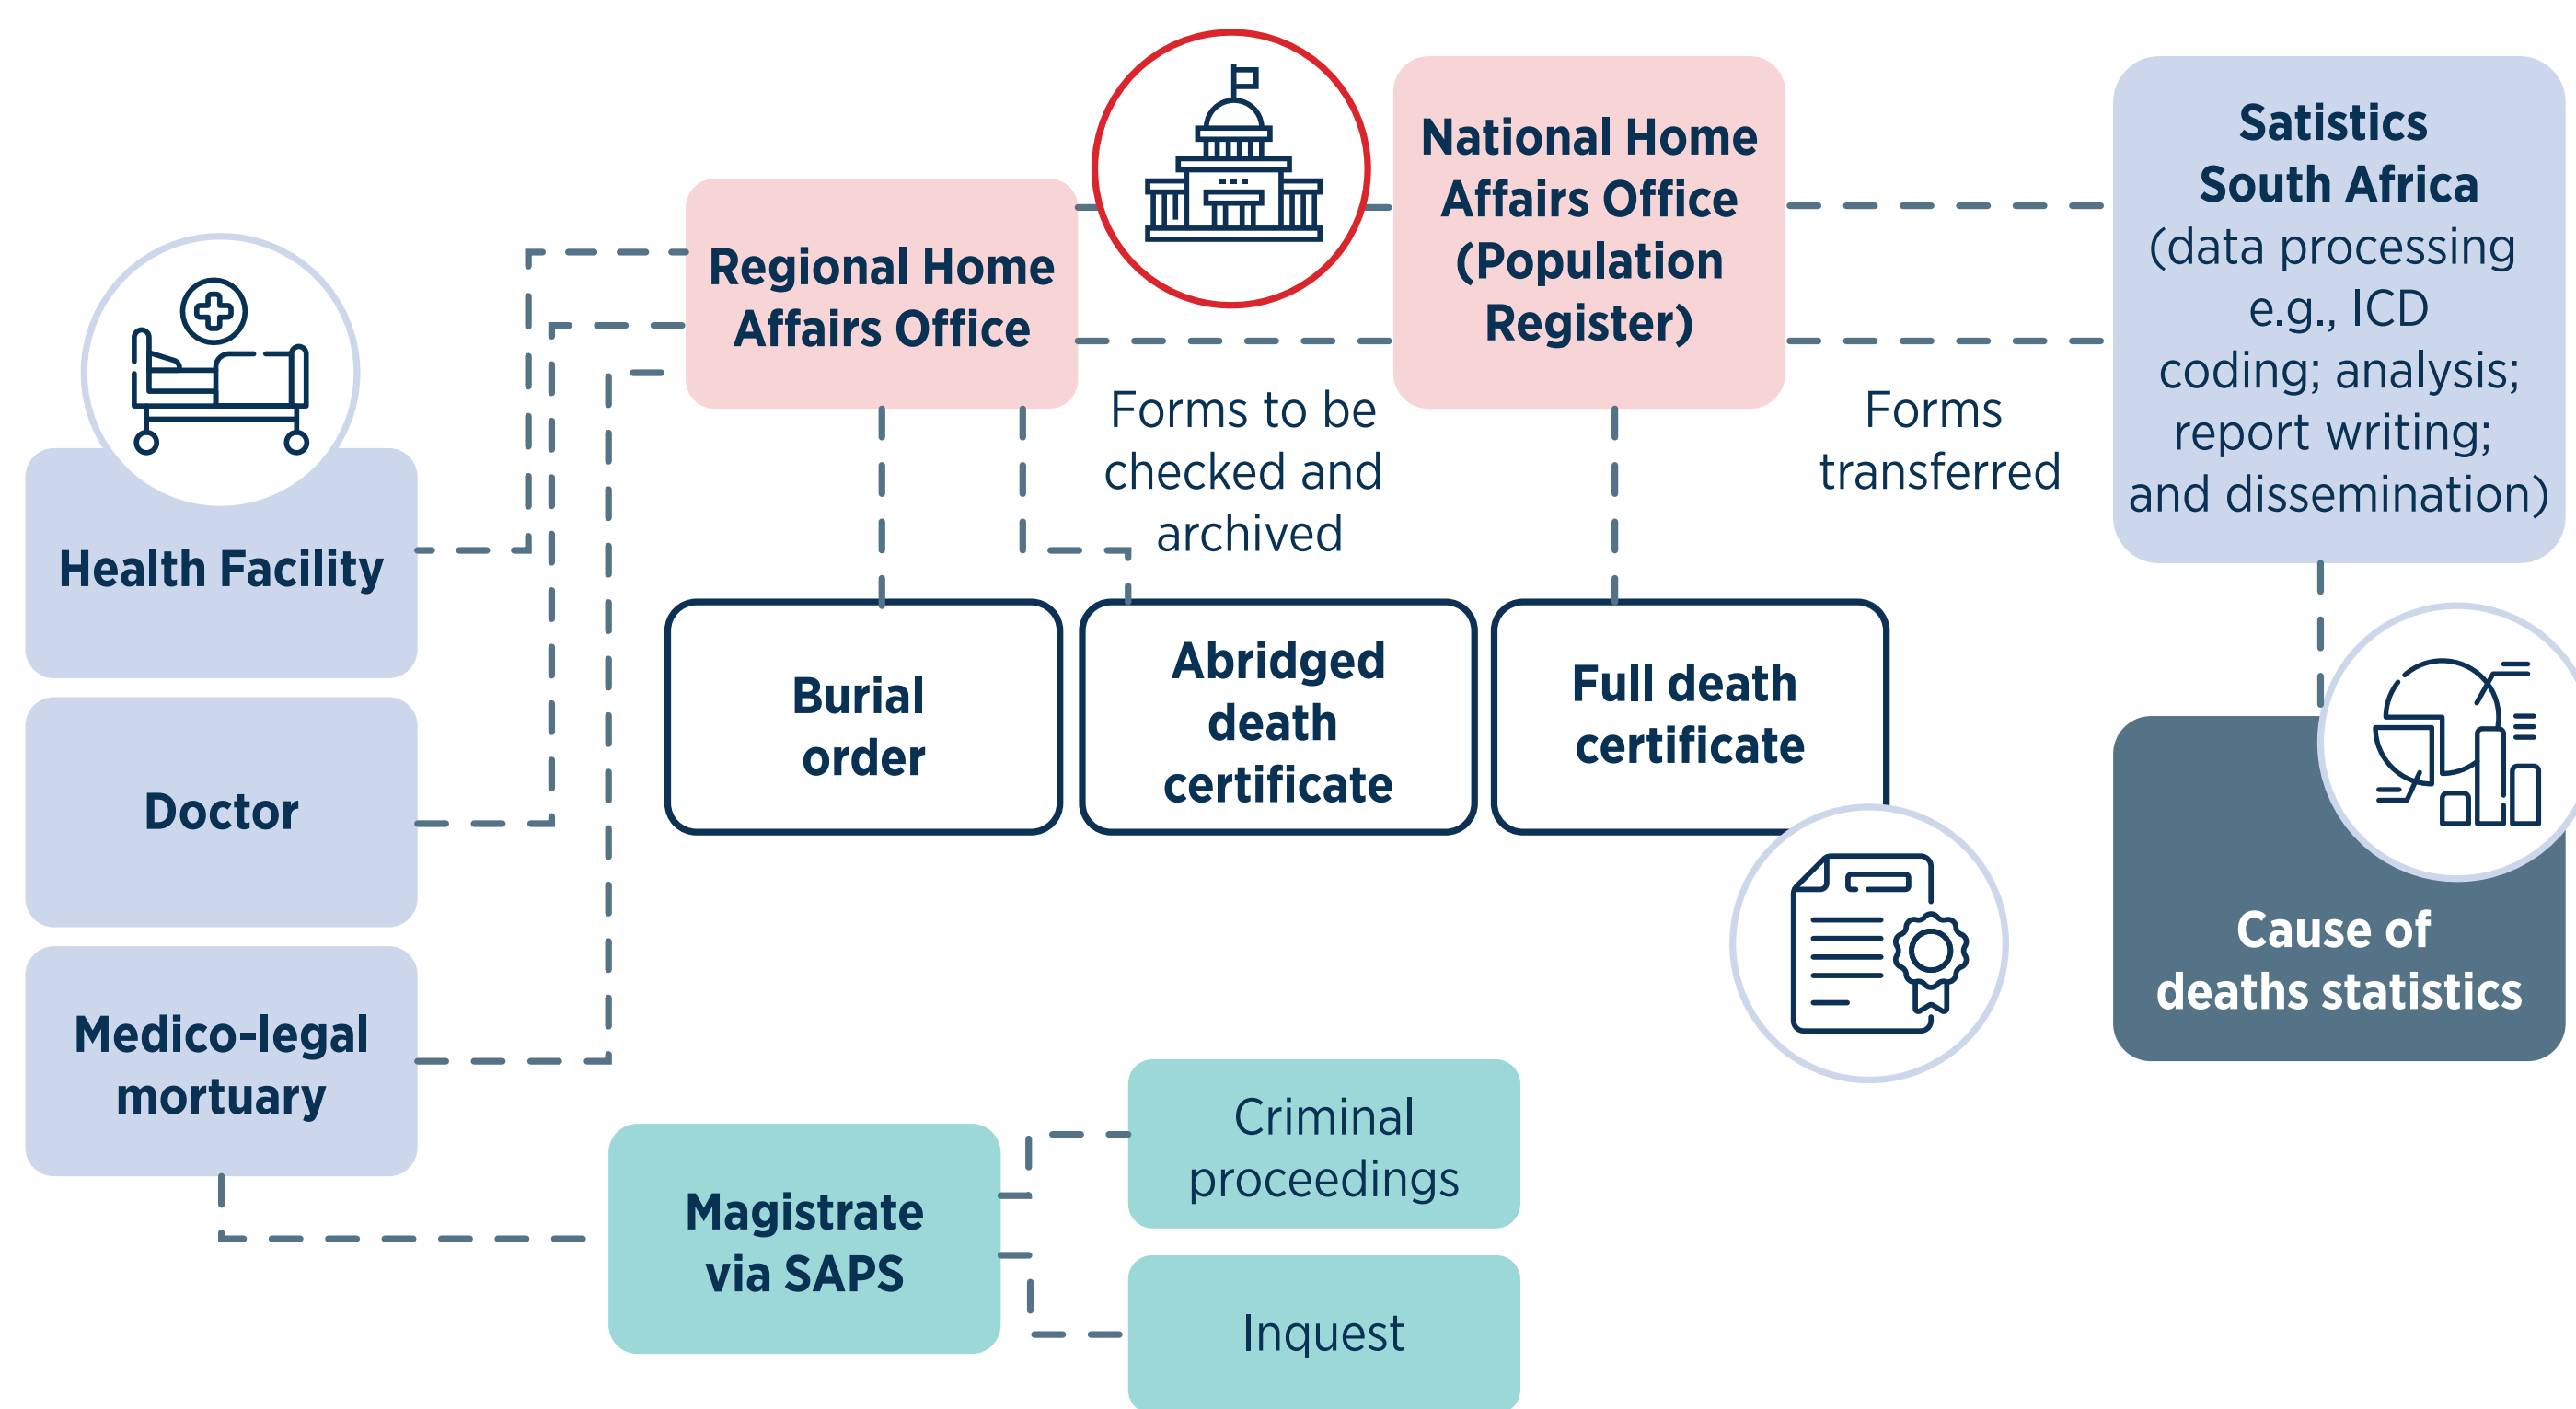 Health Facility
Doctor
Medico-legal
mortuary
Regional Home
Affairs Office
National Home
Affairs Office
(Population
Register)
Satistics
South Africa
(data processing
e.g., ICD
coding; analysis;
report writing;
and dissemination)
Forms to be
checked and
archived
Forms
transferred
Burial
order
Abridged
death
certificate
Full death
certificate
Cause of
deaths statistics
Magistrate
via SAPS
Criminal
proceedings
Inquest